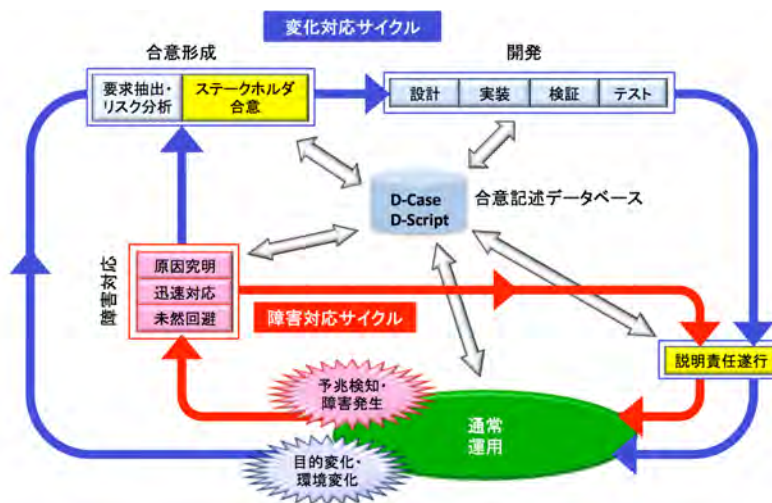 変化対応サイクル
合意形成
開発
要求抽出・
リスク分析
ステークホルダ
合意
設計
実装
検証
テスト
D-Case
D-Script
合意記述データベース
障害対応
原因究明
迅速対応
未然回避
障害対応サイクル
説明責任遂行
予兆検知・
障害発生
通常
運用
目的変化・
環境変化